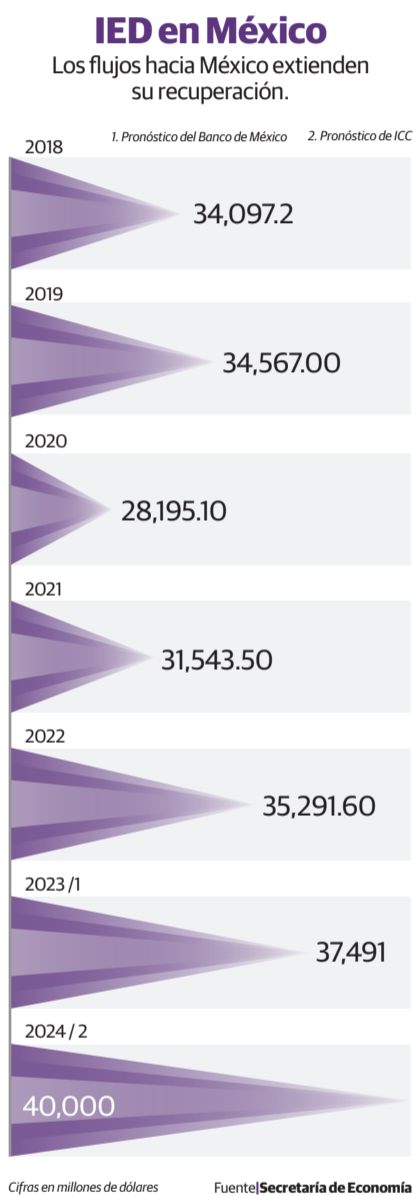 IED en México
Los flujos hacia México extienden
su recuperación.
1. Pronóstico del Banco de México 2. Pronóstico de ICC
2018
34,097.2
2019
34,567.00
2020
28,195.10
2021
31,543.50
2022
35,291.60
2023 /1
37,491
2024 / 2
40,000
Cifras en millones de dólares Fuente|Secretaría de Economía